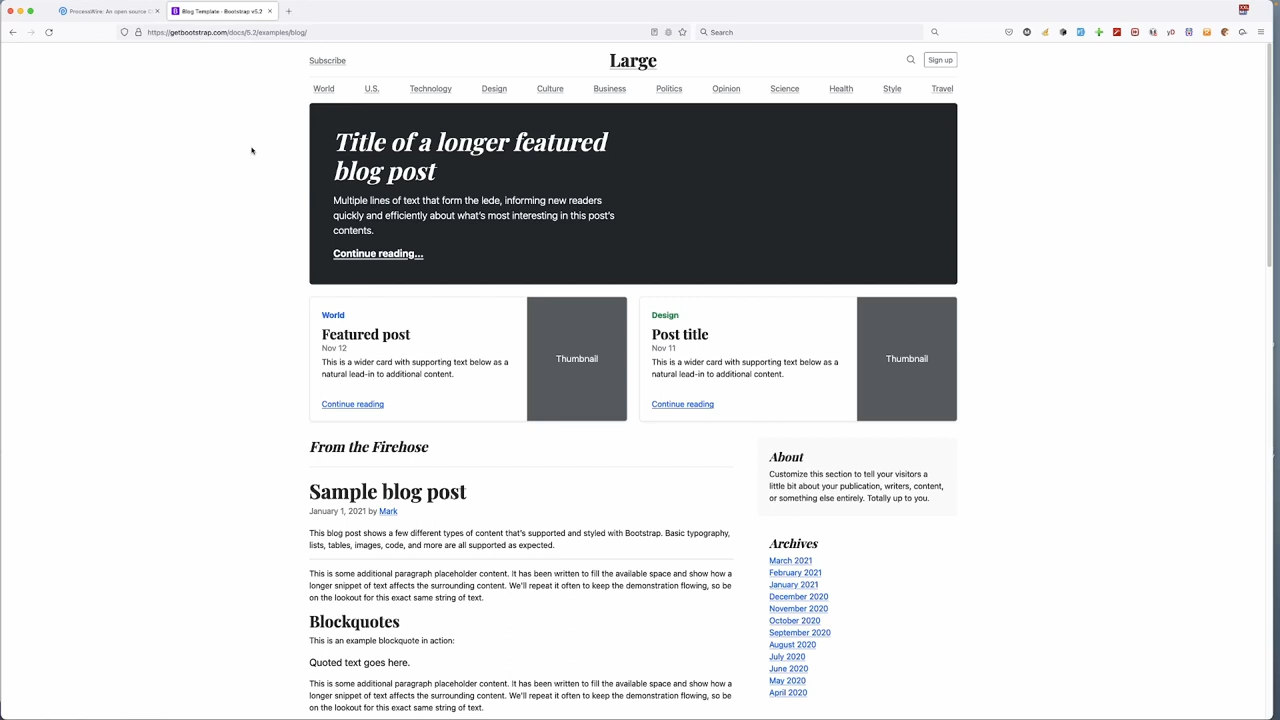 ProcessWire: An open source C
Blog Template · Bootstrap v5.2
https://getbootstrap.com/docs/5.2/examples/blog/
Search
Subscribe
Large
Sign up
World U.S. Technology Design Culture Business Politics Opinion Science Health Style Travel
Title of a longer featured
blog post
Multiple lines of text that form the lede, informing new readers
quickly and efficiently about what's most interesting in this post's
contents.
Continue reading...
World
Featured post
Nov 12
This is a wider card with supporting text below as a
natural lead-in to additional content.
Continue reading
Thumbnail
Design
Post title
Nov 11
This is a wider card with supporting text below as a
natural lead-in to additional content.
Continue reading
Thumbnail
From the Firehose
Sample blog post
January 1, 2021 by Mark
This blog post shows a few different types of content that's supported and styled with Bootstrap. Basic typography,
lists, tables, images, code, and more are all supported as expected.
This is some additional paragraph placeholder content. It has been written to fill the available space and show how a
longer snippet of text affects the surrounding content. We'll repeat it often to keep the demonstration flowing, so be
on the lookout for this exact same string of text.
Blockquotes
This is an example blockquote in action:
Quoted text goes here.
This is some additional paragraph placeholder content. It has been written to fill the available space and show how a
longer snippet of text affects the surrounding content. We'll repeat it often to keep the demonstration flowing, so be
on the lookout for this exact same string of text.
About
Customize this section to tell your visitors a
little bit about your publication, writers, content,
or something else entirely. Totally up to you.
Archives
March 2021
February 2021
January 2021
December 2020
November 2020
October 2020
September 2020
August 2020
July 2020
June 2020
May 2020
April 2020